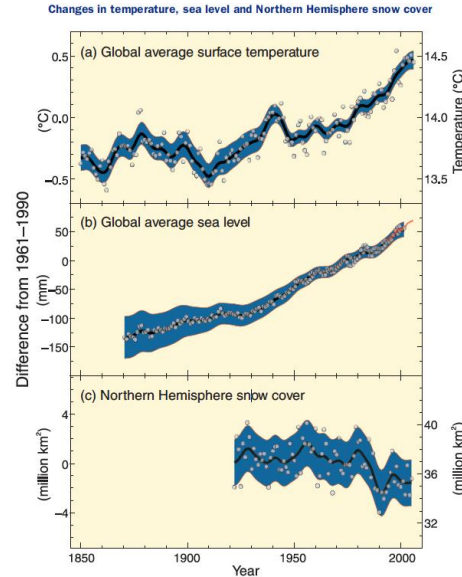 Changes in temperature, sea level and Northern Hemisphere snow cover
(a) Global average surface temperature
0.5
0.0
−0.5
(°C)
14.5
14.0
13.5
Temperature (°C)
Difference from 1961–1990
(b) Global average sea level
50
0
−50
−100
−150
(mm)
(c) Northern Hemisphere snow cover
4
0
−4
(million km²)
40
36
32
(million km²)
1850 1900 1950 2000
Year